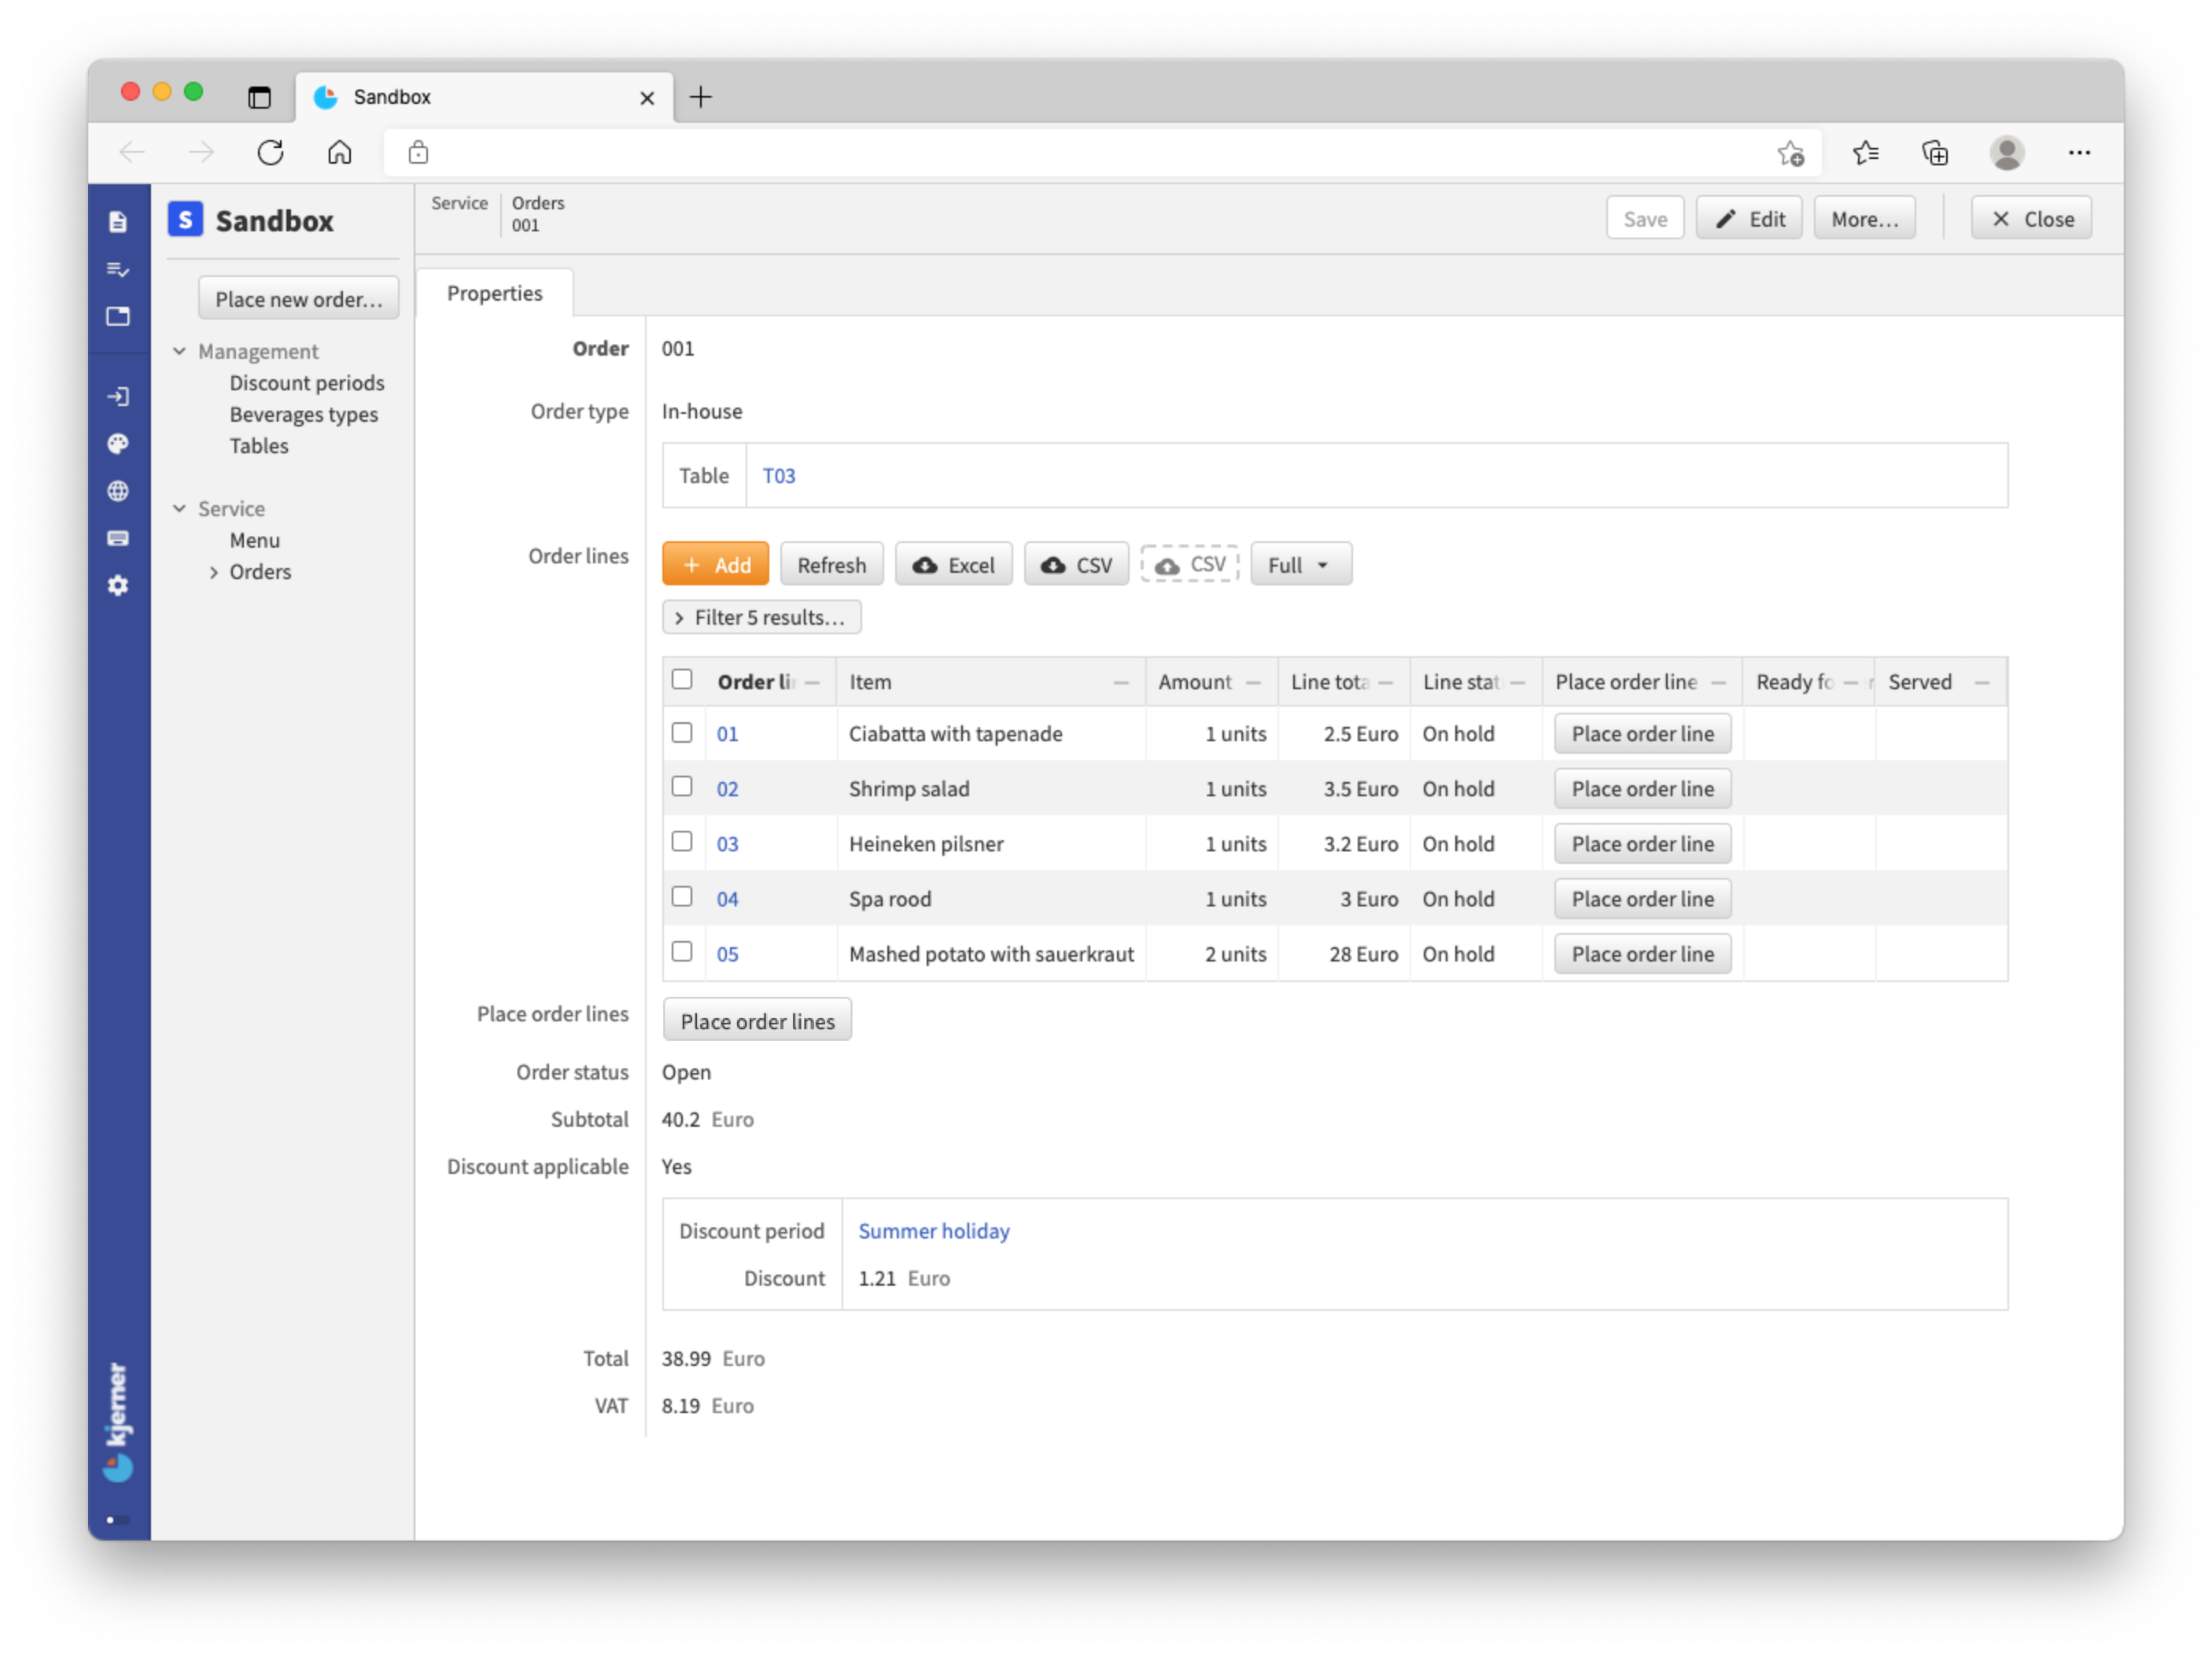 Sandbox
S Sandbox
Place new order...
Management
Discount periods
Beverages types
Tables
Service
Menu
Orders
kjerner
Service
Orders
001
Save
Edit
More...
Close
Properties
Order 001
Order type In-house
Table T03
Order lines
Add Refresh Excel CSV CSV Full
Filter 5 results...
Order Item Amount Line Line Place order line Ready Served
01 Ciabatta with tapenade 1 units 2.5 Euro On hold Place order line
02 Shrimp salad 1 units 3.5 Euro On hold Place order line
03 Heineken pilsner 1 units 3.2 Euro On hold Place order line
04 Spa rood 1 units 3 Euro On hold Place order line
05 Mashed potato with sauerkraut 2 units 28 Euro On hold Place order line
Place order lines Place order lines
Order status Open
Subtotal 40.2 Euro
Discount applicable Yes
Discount period Summer holiday
Discount 1.21 Euro
Total 38.99 Euro
VAT 8.19 Euro